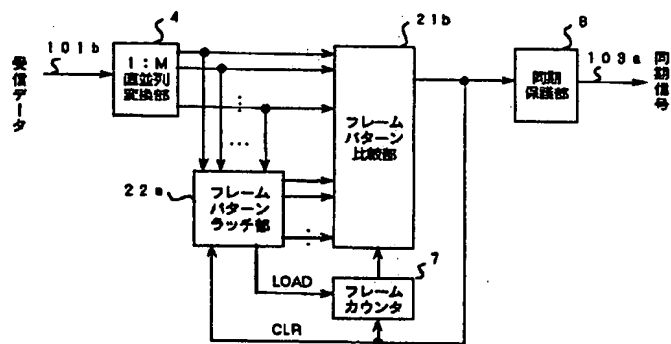 4
21b
8
101b
1:M
直並列
変換部
103a
受信データ
フレーム
パターン
比較部
同期
保護部
同期信号
22a
フレーム
パターン
ラッチ部
7
LOAD
フレーム
カウンタ
CLR